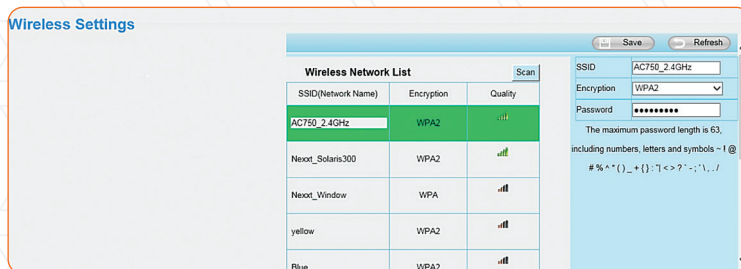 Wireless Settings
Save
Refresh
Wireless Network List
Scan
SSID(Network Name) Encryption Quality
AC750_2.4GHz WPA2
Nexxt_Solaris300 WPA2
Nexxt_Window WPA
yellow WPA2
Blue WPA2
SSID AC750_2.4GHz
Encryption WPA2
Password •••••••••
The maximum password length is 63,
including numbers, letters and symbols ~ ! @
# % ^ * ( ) _ + { } : "| < > ? ` - ; ' \ , . /